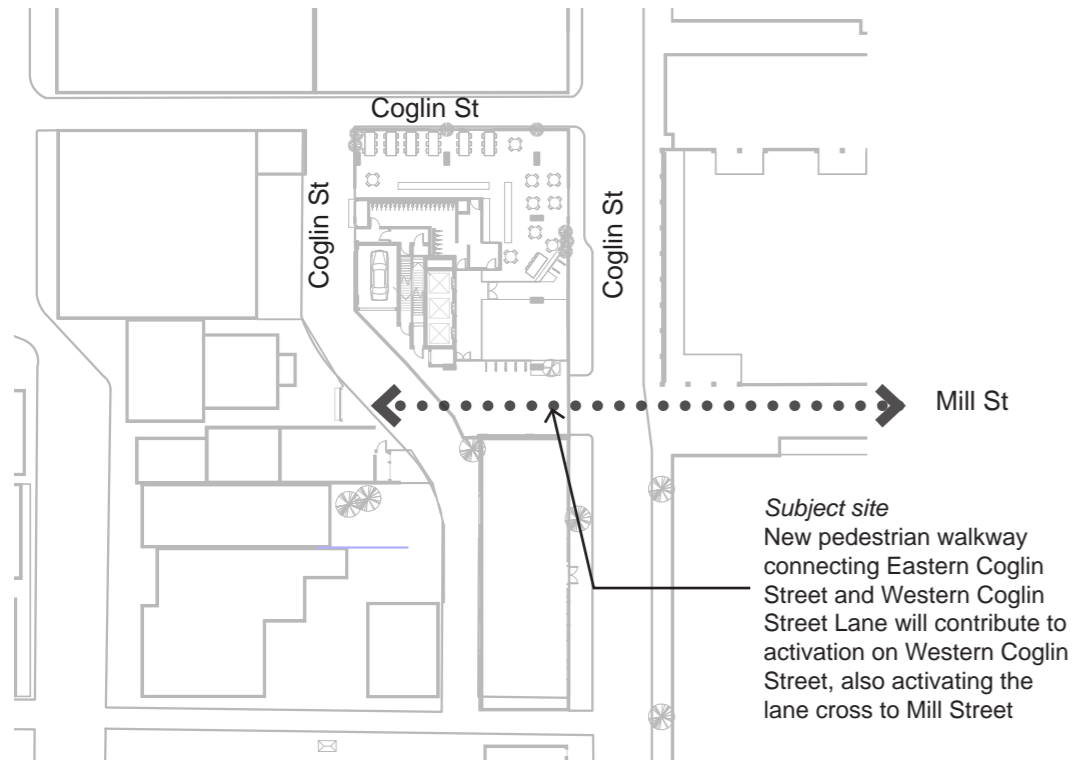 Coglin St
Coglin St
Coglin St
Mill St
Subject site
New pedestrian walkway
connecting Eastern Coglin
Street and Western Coglin
Street Lane will contribute to
activation on Western Coglin
Street, also activating the
lane cross to Mill Street